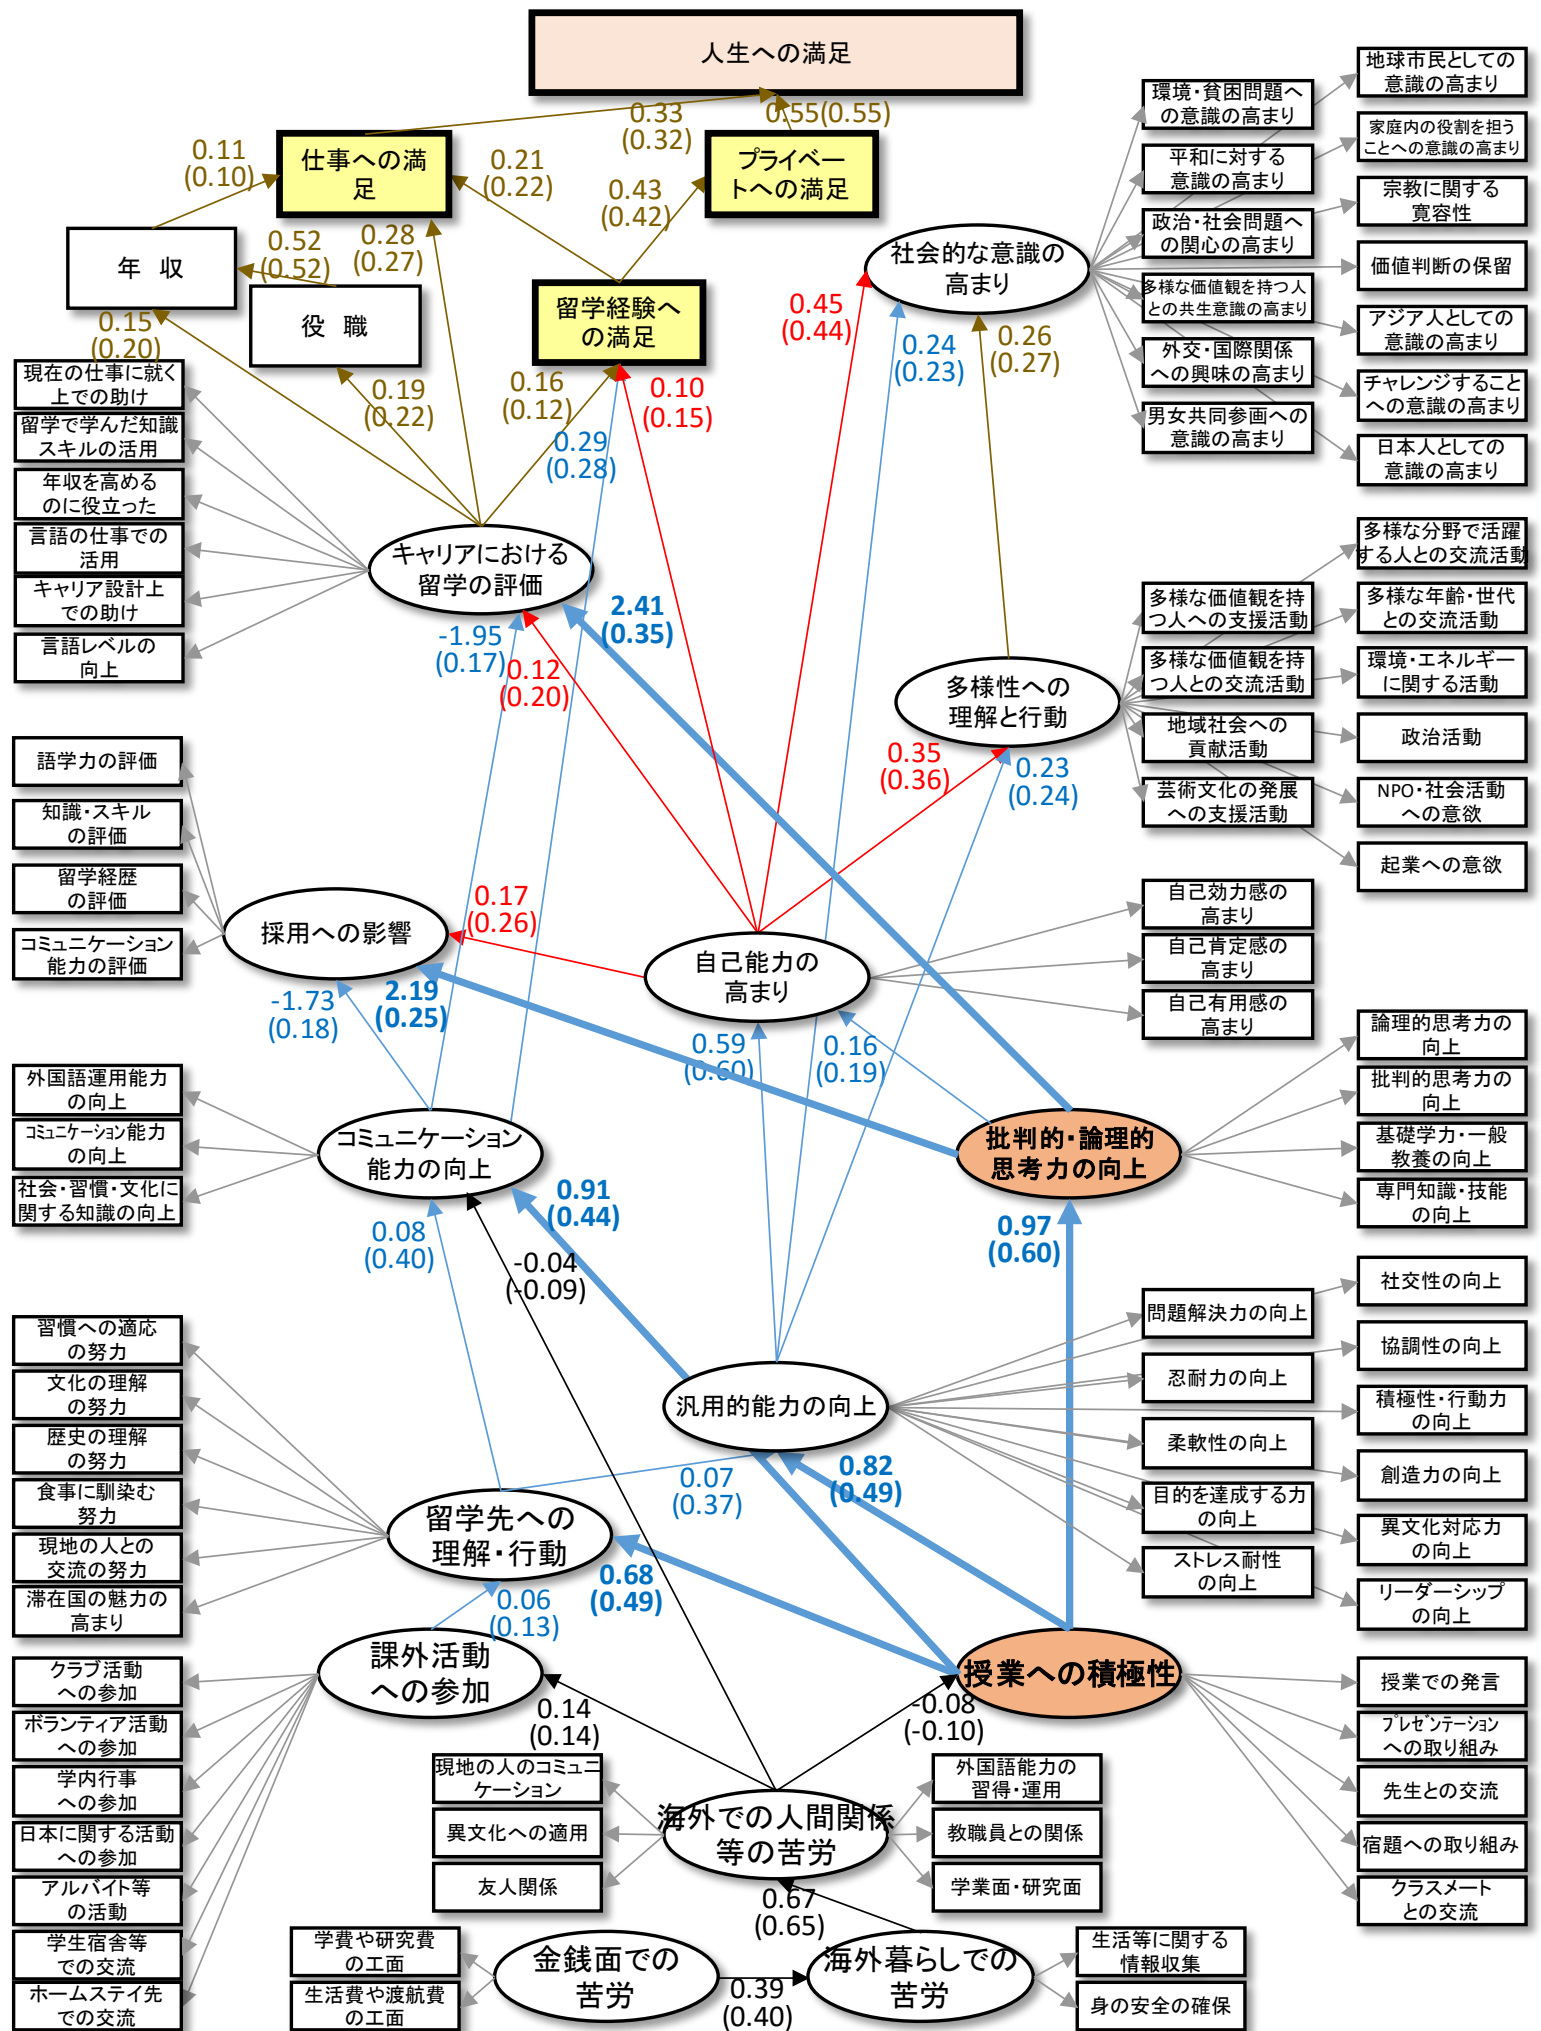 人生への満足
0.33
(0.32)
0.55(0.55)
仕事への満
足
プライベー
トへの満足
0.11
(0.10)
0.21
(0.22)
0.43
(0.42)
年 収
役 職
0.52
(0.52)
0.28
(0.27)
留学経験へ
の満足
0.15
(0.20)
0.19
(0.22)
0.16
(0.12)
0.10
(0.15)
0.29
(0.28)
0.45
(0.44)
0.24
(0.23)
0.26
(0.27)
社会的な意識の
高まり
環境・貧困問題へ
の意識の高まり
平和に対する
意識の高まり
政治・社会問題へ
の関心の高まり
多様な価値観を持つ人
との共生意識の高まり
外交・国際関係
への興味の高まり
男女共同参画への
意識の高まり
地球市民としての
意識の高まり
家庭内の役割を担う
ことへの意識の高まり
宗教に関する
寛容性
価値判断の保留
アジア人としての
意識の高まり
チャレンジすること
への意識の高まり
日本人としての
意識の高まり
現在の仕事に就く
上での助け
留学で学んだ知識
スキルの活用
年収を高める
のに役立った
言語の仕事での
活用
キャリア設計上
での助け
言語レベルの
向上
キャリアにおける
留学の評価
-1.95
(0.17)
0.12
(0.20)
2.41
(0.35)
多様性への
理解と行動
0.35
(0.36)
0.23
(0.24)
多様な価値観を持
つ人への支援活動
多様な価値観を持
つ人との交流活動
地域社会への
貢献活動
芸術文化の発展
への支援活動
多様な分野で活躍
する人との交流活動
多様な年齢・世代
との交流活動
環境・エネルギー
に関する活動
政治活動
NPO・社会活動
への意欲
起業への意欲
語学力の評価
知識・スキル
の評価
留学経歴
の評価
コミュニケーション
能力の評価
採用への影響
0.17
(0.26)
-1.73
(0.18)
2.19
(0.25)
自己能力の
高まり
自己効力感の
高まり
自己肯定感の
高まり
自己有用感の
高まり
0.59
(0.60)
0.16
(0.19)
外国語運用能力
の向上
コミュニケーション能力
の向上
社会・習慣・文化に
関する知識の向上
コミュニケーション
能力の向上
批判的・論理的
思考力の向上
論理的思考力の
向上
批判的思考力の
向上
基礎学力・一般
教養の向上
専門知識・技能
の向上
0.08
(0.40)
0.91
(0.44)
-0.04
(-0.09)
0.97
(0.60)
習慣への適応
の努力
文化の理解
の努力
歴史の理解
の努力
食事に馴染む
努力
現地の人との
交流の努力
滞在国の魅力の
高まり
汎用的能力の向上
問題解決力の向上
忍耐力の向上
柔軟性の向上
目的を達成する力
の向上
ストレス耐性
の向上
社交性の向上
協調性の向上
積極性・行動力
の向上
創造力の向上
異文化対応力
の向上
リーダーシップ
の向上
0.07
(0.37)
0.82
(0.49)
留学先への
理解・行動
0.06
(0.13)
0.68
(0.49)
課外活動
への参加
授業への積極性
0.14
(0.14)
-0.08
(-0.10)
クラブ活動
への参加
ボランティア活動
への参加
学内行事
への参加
日本に関する活動
への参加
アルバイト等
の活動
学生宿舎等
での交流
ホームステイ先
での交流
授業での発言
プレゼンテーション
への取り組み
先生との交流
宿題への取り組み
クラスメート
との交流
現地の人のコミュニ
ケーション
異文化への適用
友人関係
海外での人間関係
等の苦労
外国語能力の
習得・運用
教職員との関係
学業面・研究面
0.67
(0.65)
学費や研究費
の工面
生活費や渡航費
の工面
金銭面での
苦労
0.39
(0.40)
海外暮らしでの
苦労
生活等に関する
情報収集
身の安全の確保